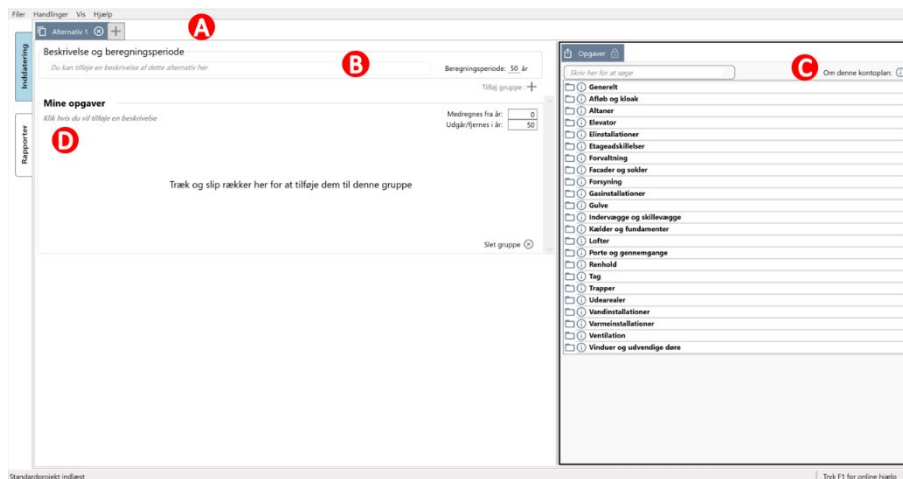 Filer Handlinger Vis Hjælp
Alternativ 1
A
Inddatering
Rapporter
Beskrivelse og beregningsperiode
Du kan tilføje en beskrivelse af dette alternativ her
B
Beregningsperiode: 50 år
Tilføj gruppe :
Mine opgaver
Klik hvis du vil tilføje en beskrivelse
D
Medregnes fra år: 0
Udgår/fjernes i år: 50
Træk og slip rækker her for at tilføje dem til denne gruppe
Slet gruppe
Opgaver
Skriv her for at søge
C
Om denne kontoplan:
Generelt
Afløb og kloak
Altaner
Elevator
Elinstallationer
Etageadskillelser
Forvaltning
Facader og sokler
Forsyning
Gasinstallationer
Gulve
Indervægge og skillevægge
Kælder og fundamenter
Lofter
Porte og gennemgange
Renhold
Tag
Trapper
Udearealer
Vandinstallationer
Varmeinstallationer
Ventilation
Vinduer og udvendige døre
Standardprojekt indlæst
Tryk F1 for online hjælp